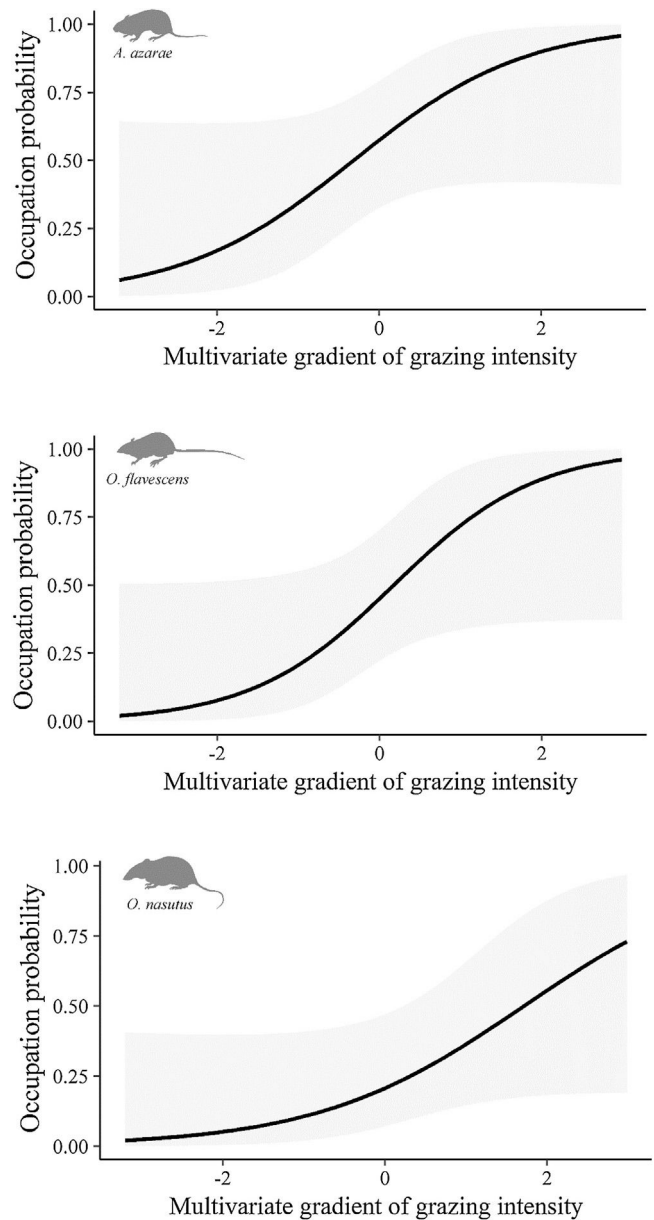 A. azarae
Occupation probability
1.00
0.75
0.50
0.25
0.00
-2
0
2
Multivariate gradient of grazing intensity
O. flavescens
Occupation probability
1.00
0.75
0.50
0.25
0.00
-2
0
2
Multivariate gradient of grazing intensity
O. nasutus
Occupation probability
1.00
0.75
0.50
0.25
0.00
-2
0
2
Multivariate gradient of grazing intensity